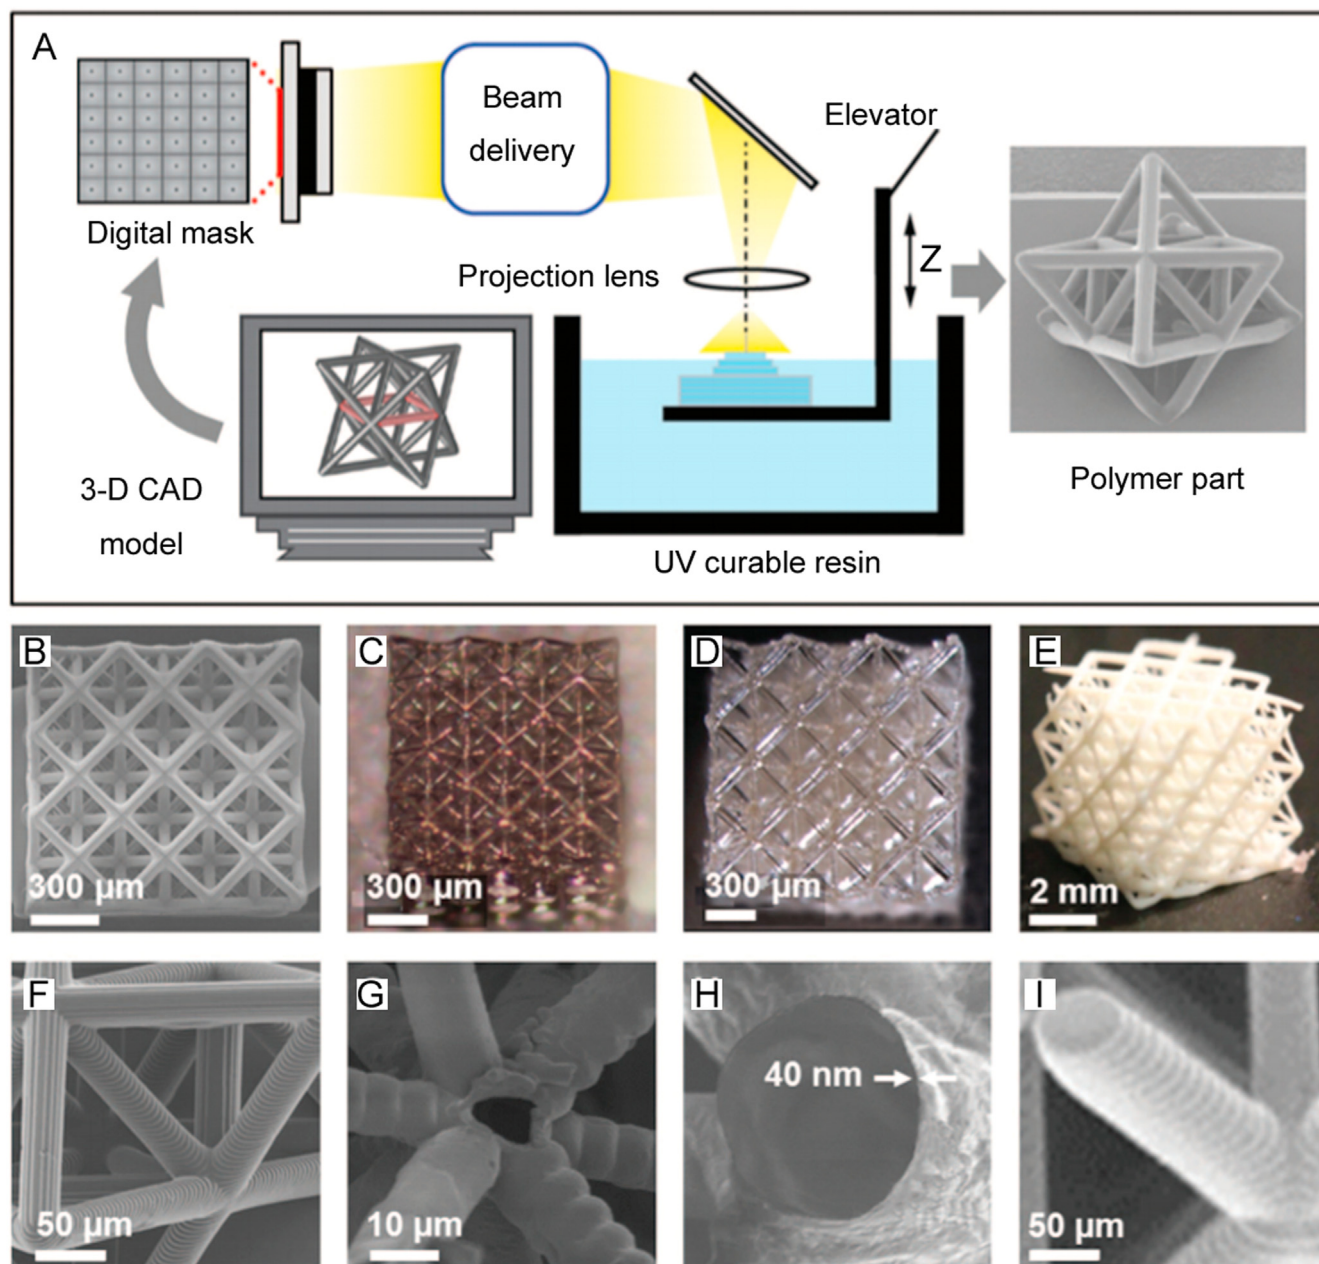 A
Beam
delivery
Elevator
Digital mask
Projection lens
Z
3-D CAD
model
Polymer part
UV curable resin
B
300 µm
C
300 µm
D
300 µm
E
2 mm
F
50 µm
G
10 µm
H
40 nm
I
50 µm